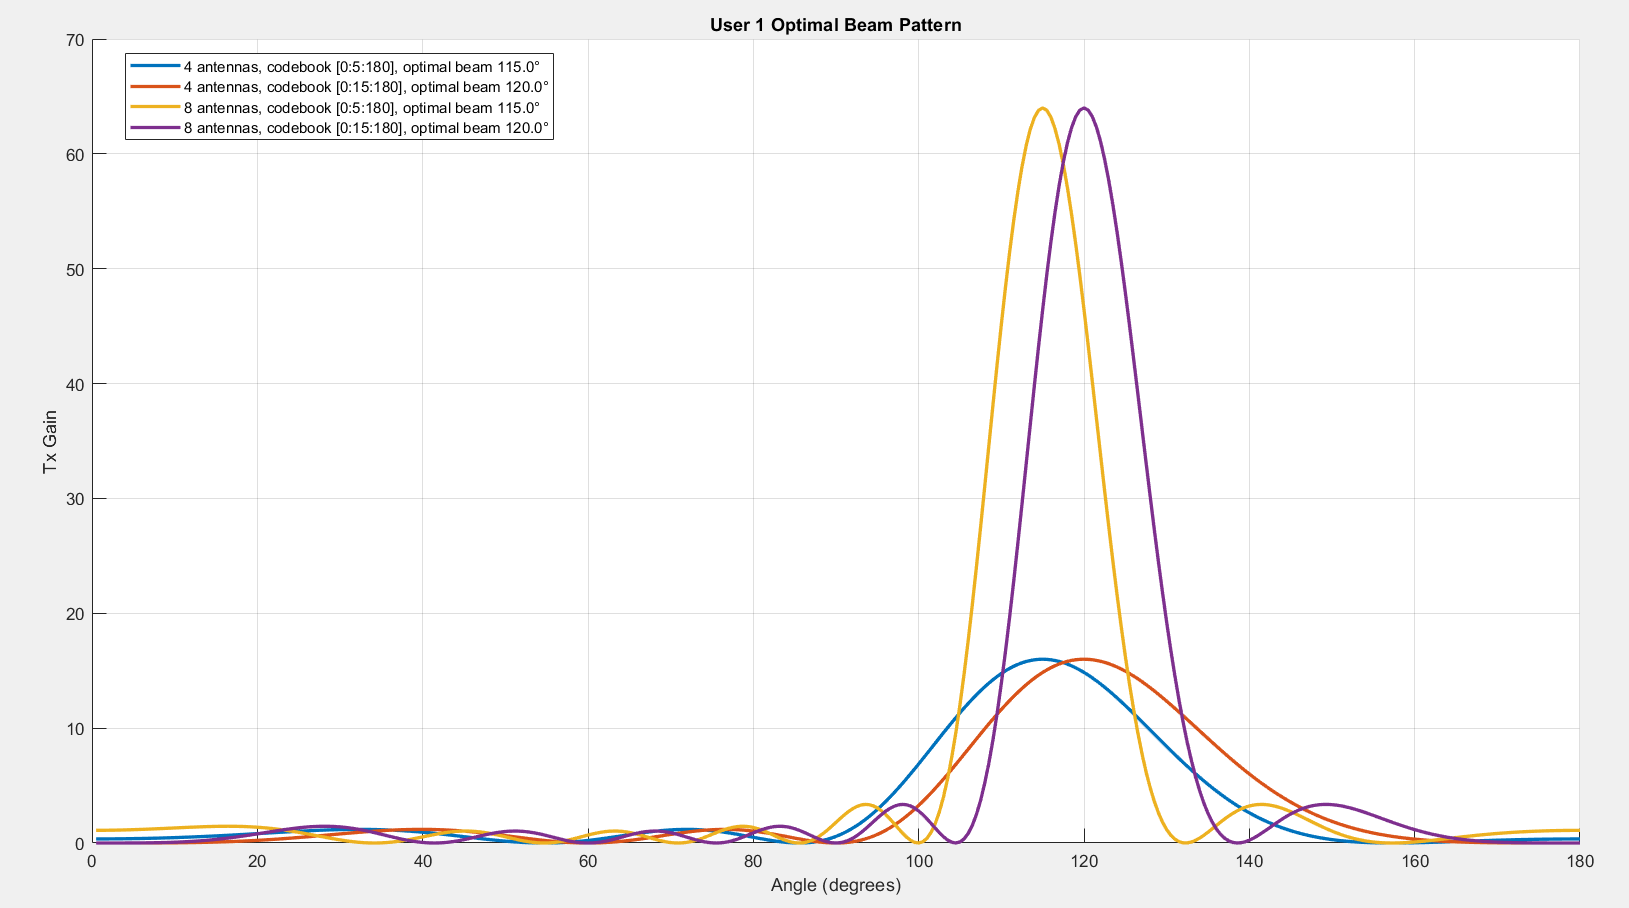 User 1 Optimal Beam Pattern
4 antennas, codebook [0:5:180], optimal beam 115.0°
4 antennas, codebook [0:15:180], optimal beam 120.0°
8 antennas, codebook [0:5:180], optimal beam 115.0°
8 antennas, codebook [0:15:180], optimal beam 120.0°
70
60
50
40
30
20
10
0
Tx Gain
0 20 40 60 80 100 120 140 160 180
Angle (degrees)